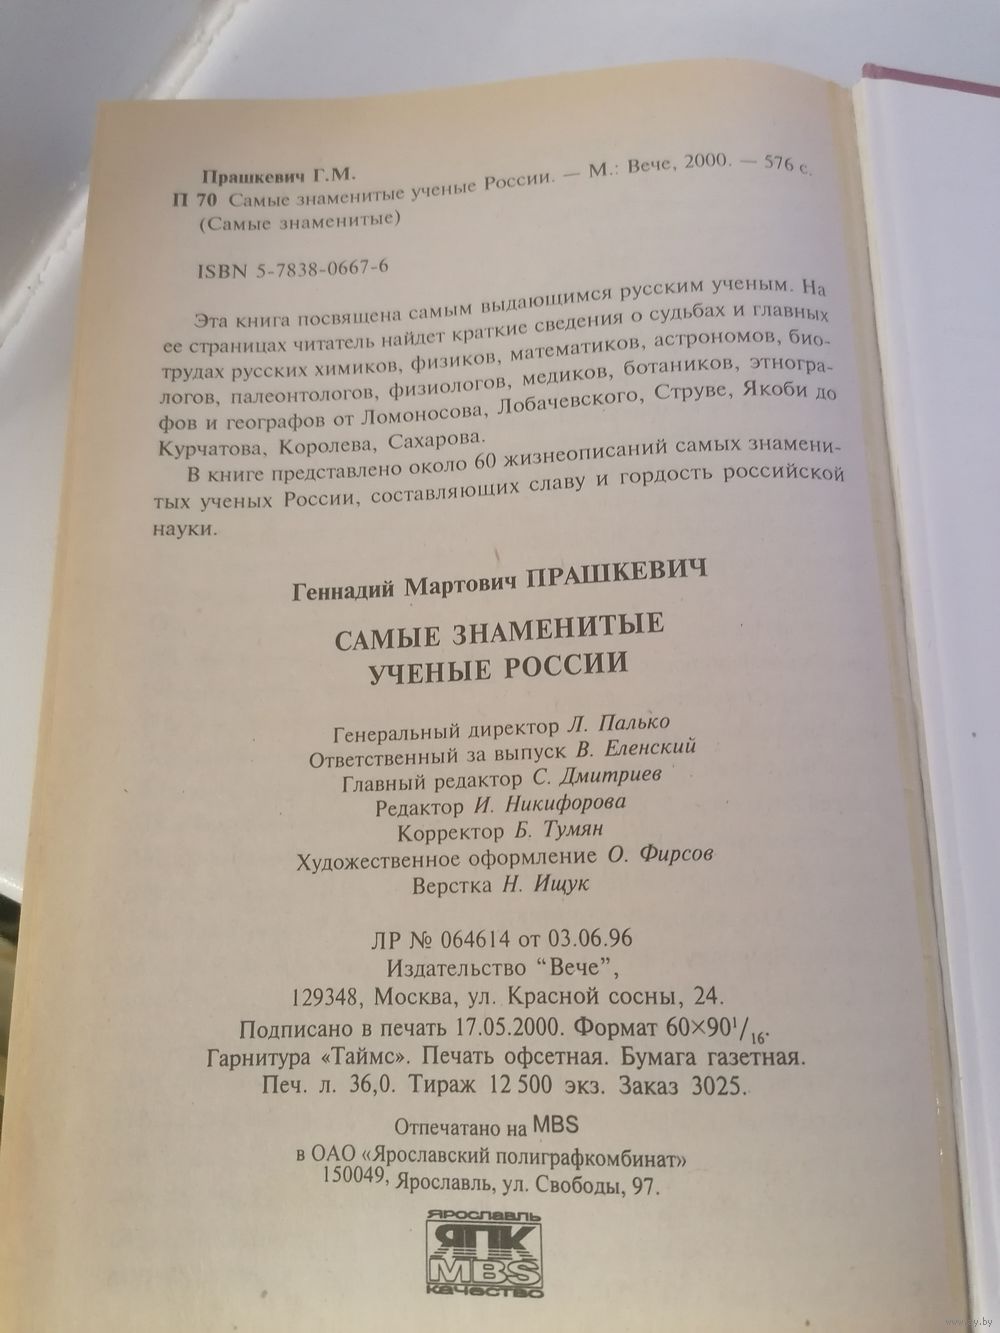 Прашкевич Г.М.
П 70 Самые знаменитые ученые России. — М.: Вече, 2000. — 576 с.
(Самые знаменитые)
ISBN 5-7838-0667-6
Эта книга посвящена самым выдающимся русским ученым. На
ее страницах читатель найдет краткие сведения о судьбах и главных
трудах русских химиков, физиков, математиков, астрономов, био-
логов, палеонтологов, физиологов, медиков, ботаников, этногра-
фов и географов от Ломоносова, Лобачевского, Струве, Якоби до
Курчатова, Королева, Сахарова.
В книге представлено около 60 жизнеописаний самых знамени-
тых ученых России, составляющих славу и гордость российской
науки.
Геннадий Мартович ПРАШКЕВИЧ
САМЫЕ ЗНАМЕНИТЫЕ
УЧЕНЫЕ РОССИИ
Генеральный директор Л. Палько
Ответственный за выпуск В. Еленский
Главный редактор С. Дмитриев
Редактор И. Никифорова
Корректор Б. Тумян
Художественное оформление О. Фирсов
Верстка Н. Ищук
ЛР № 064614 от 03.06.96
Издательство “Вече”,
129348, Москва, ул. Красной сосны, 24.
Подписано в печать 17.05.2000. Формат 60×90¹/₁₆.
Гарнитура «Таймс». Печать офсетная. Бумага газетная.
Печ. л. 36,0. Тираж 12 500 экз. Заказ 3025.
Отпечатано на MBS
в ОАО «Ярославский полиграфкомбинат»
150049, Ярославль, ул. Свободы, 97.
ЯРОСЛАВЛЬ
ЯПК
MBS
КАЧЕСТВО
www.ay.by